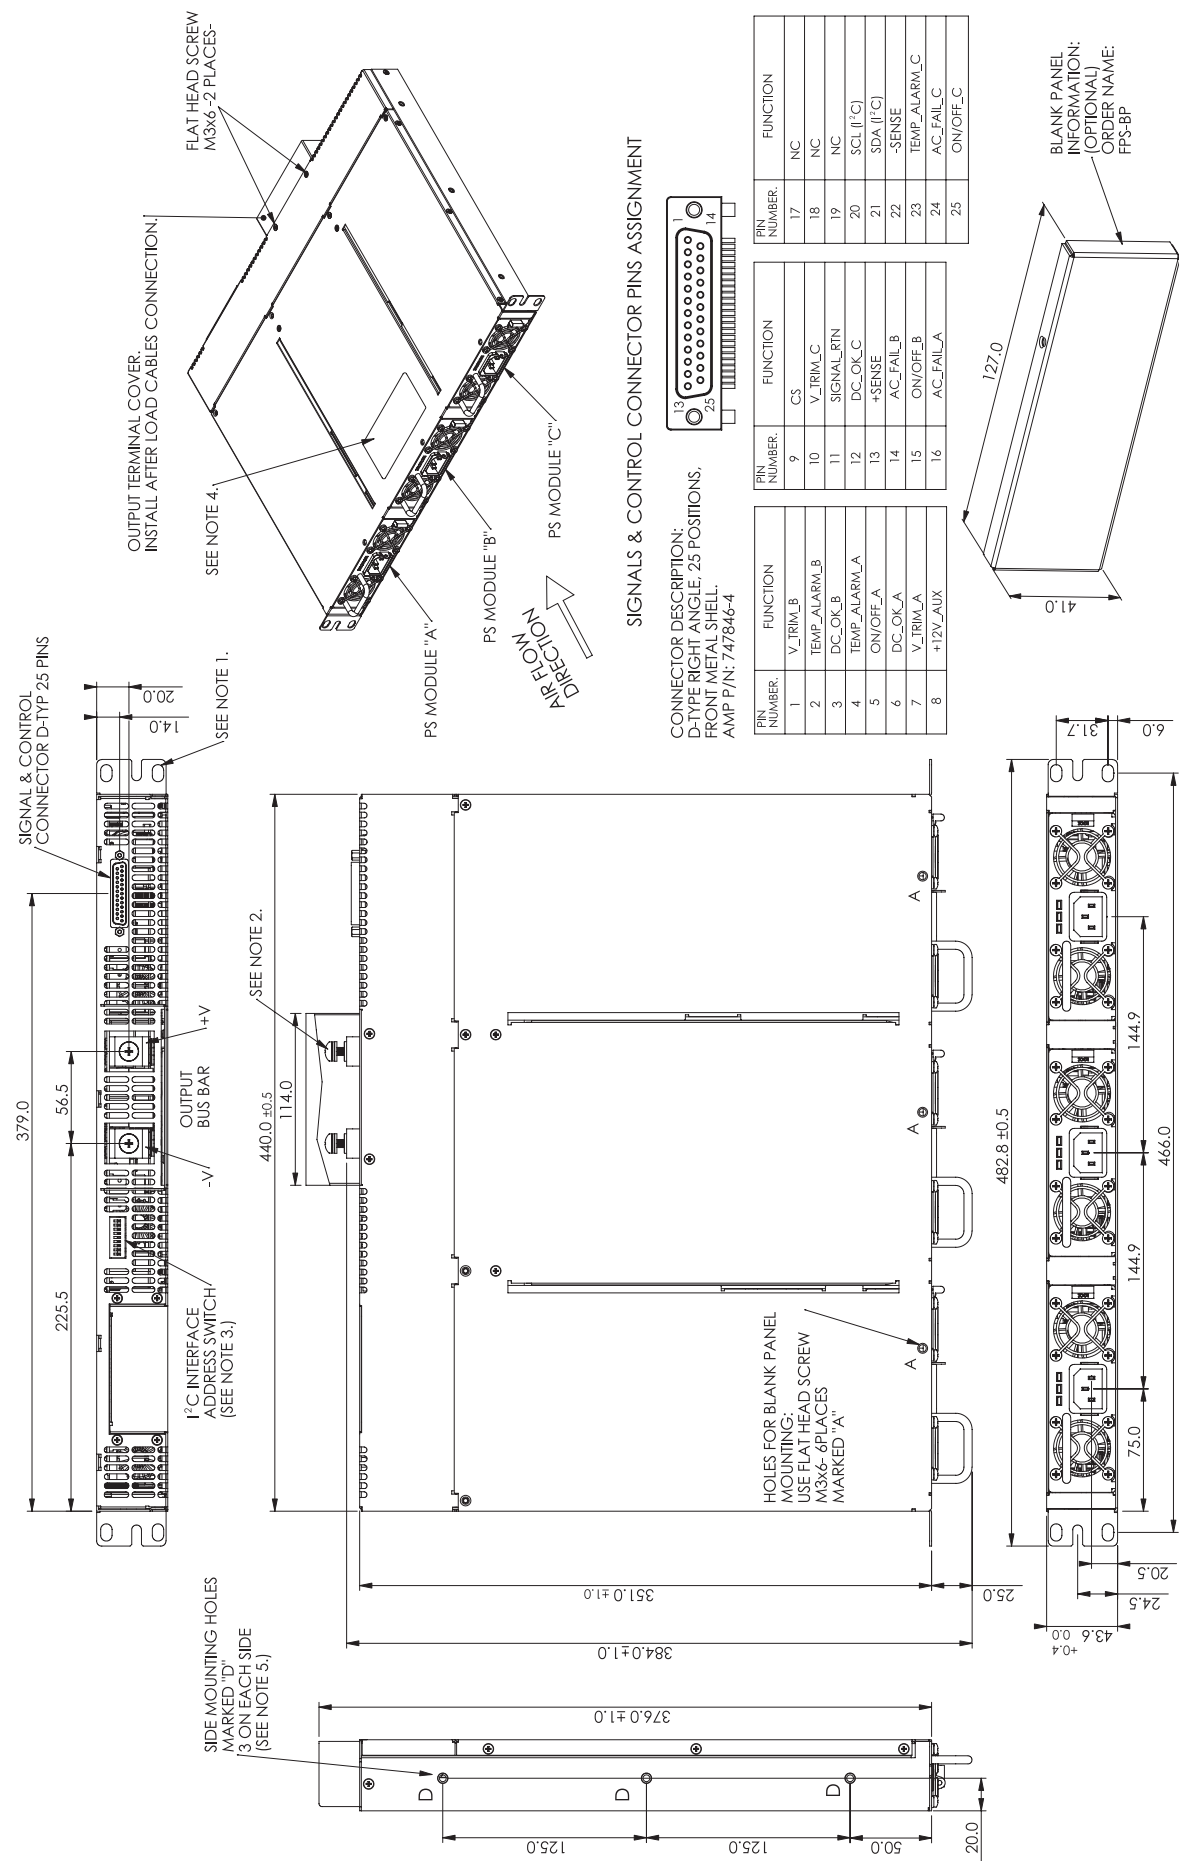 SIGNAL & CONTROL
CONNECTOR D-TYP 25 PINS
379.0
225.5
56.5
20.0
14.0
SEE NOTE 1.
+V
-V
OUTPUT
BUS BAR
I²C INTERFACE
ADDRESS SWITCH
(SEE NOTE 3.)
OUTPUT TERMINAL COVER.
INSTALL AFTER LOAD CABLES CONNECTION.
FLAT HEAD SCREW
M3x6 -2 PLACES-
SEE NOTE 4.
PS MODULE "A"
PS MODULE "B"
PS MODULE "C"
AIR FLOW
DIRECTION
SEE NOTE 2.
440.0 ±0.5
114.0
A
A
A
HOLES FOR BLANK PANEL
MOUNTING:
USE FLAT HEAD SCREW
M3x6- 6PLACES
MARKED "A"
351.0 ±1.0
25.0
384.0±1.0
SIDE MOUNTING HOLES
MARKED "D"
3 ON EACH SIDE
(SEE NOTE 5.)
376.0 ±1.0
D
D
D
125.0
125.0
50.0
20.0
482.8 ±0.5
31.7
6.0
144.9
144.9
75.0
466.0
20.5
24.5
43.6 +0.4 0.0
SIGNALS & CONTROL CONNECTOR PINS ASSIGNMENT
CONNECTOR DESCRIPTION:
D-TYPE RIGHT ANGLE, 25 POSITIONS,
FRONT METAL SHELL.
AMP P/N: 747846-4
13
1
25
14
PIN NUMBER. FUNCTION
1 V_TRIM_B
2 TEMP_ALARM_B
3 DC_OK_B
4 TEMP_ALARM_A
5 ON/OFF_A
6 DC_OK_A
7 V_TRIM_A
8 +12V_AUX
PIN NUMBER. FUNCTION
9 CS
10 V_TRIM_C
11 SIGNAL_RTN
12 DC_OK_C
13 +SENSE
14 AC_FAIL_B
15 ON/OFF_B
16 AC_FAIL_A
PIN NUMBER. FUNCTION
17 NC
18 NC
19 NC
20 SCL (I²C)
21 SDA (I²C)
22 -SENSE
23 TEMP_ALARM_C
24 AC_FAIL_C
25 ON/OFF_C
127.0
41.0
BLANK PANEL
INFORMATION:
(OPTIONAL)
ORDER NAME:
FPS-BP